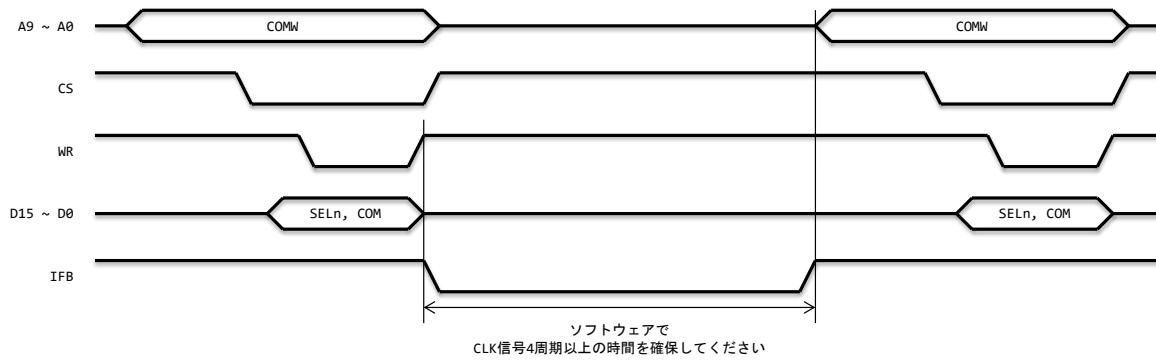 A9 ~ A0
COMW
COMW
CS
WR
D15 ~ D0
SELn, COM
SELn, COM
IFB
ソフトウェアで
CLK信号4周期以上の時間を確保してください